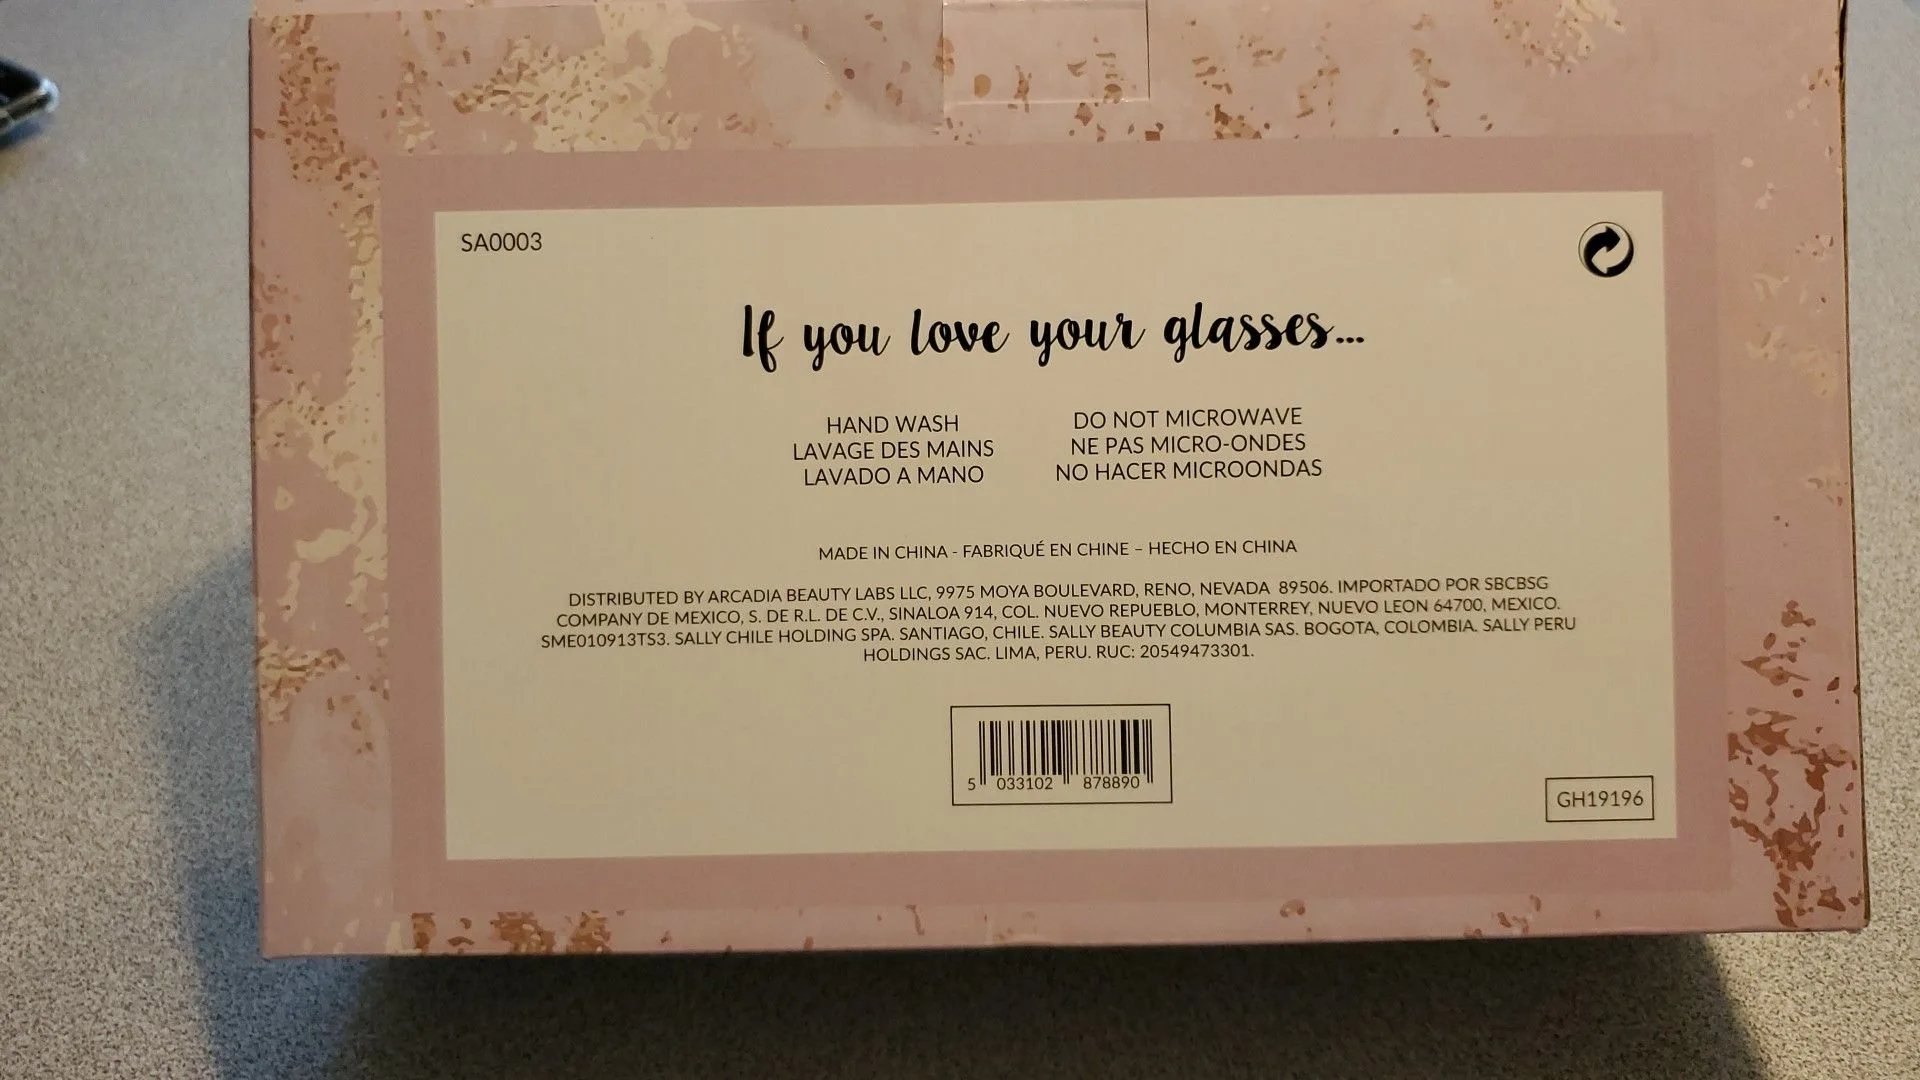 SA0003
If you love your glasses...
HAND WASH
LAVAGE DES MAINS
LAVADO A MANO
DO NOT MICROWAVE
NE PAS MICRO-ONDES
NO HACER MICROONDAS
MADE IN CHINA - FABRIQUÉ EN CHINE – HECHO EN CHINA
DISTRIBUTED BY ARCADIA BEAUTY LABS LLC, 9975 MOYA BOULEVARD, RENO, NEVADA 89506. IMPORTADO POR SBCBSG
COMPANY DE MEXICO, S. DE R.L. DE C.V., SINALOA 914, COL. NUEVO REPUEBLO, MONTERREY, NUEVO LEON 64700, MEXICO.
SME010913TS3. SALLY CHILE HOLDING SPA. SANTIAGO, CHILE. SALLY BEAUTY COLUMBIA SAS. BOGOTA, COLOMBIA. SALLY PERU
HOLDINGS SAC. LIMA, PERU. RUC: 20549473301.
5 033102 878890
GH19196